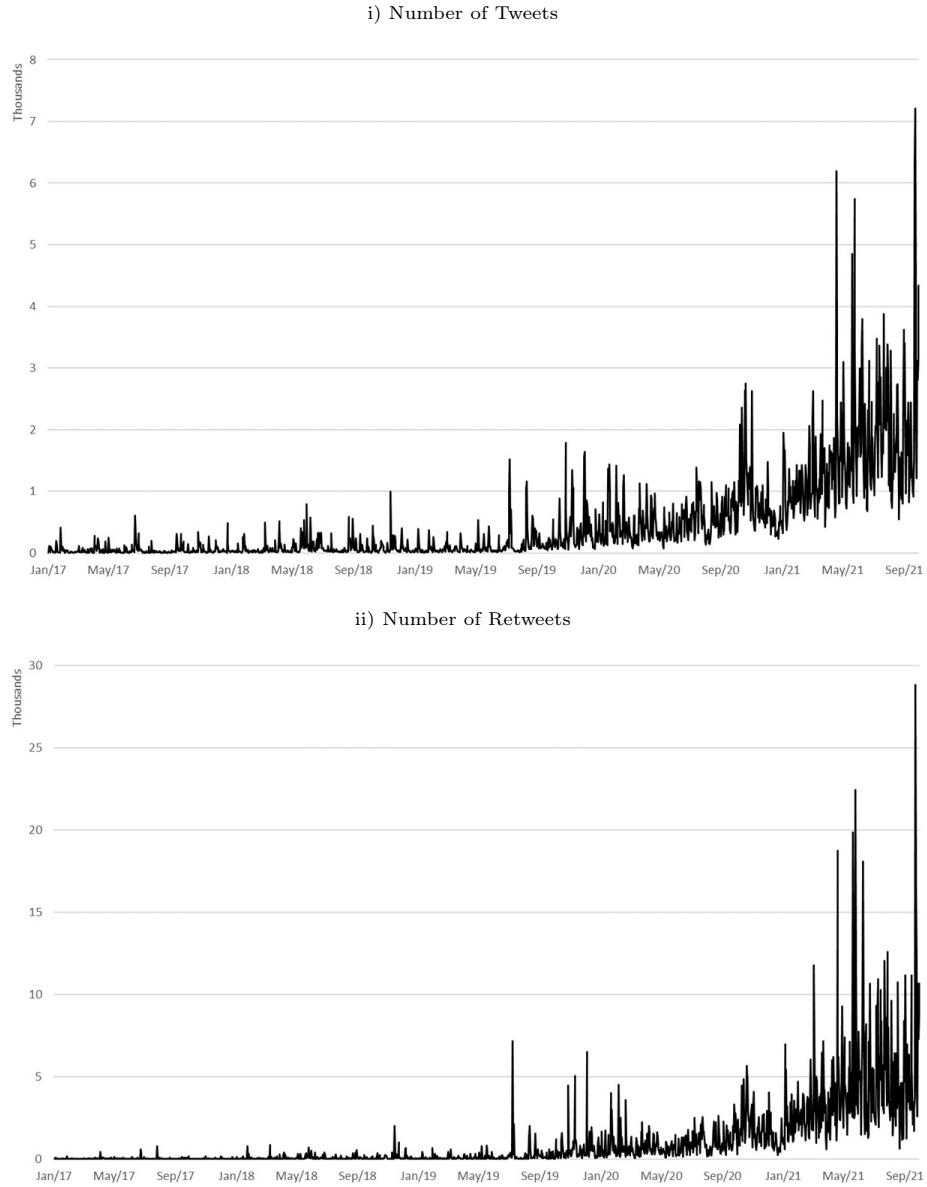 i) Number of Tweets
Thousands
8
7
6
5
4
3
2
1
0
Jan/17 May/17 Sep/17 Jan/18 May/18 Sep/18 Jan/19 May/19 Sep/19 Jan/20 May/20 Sep/20 Jan/21 May/21 Sep/21
ii) Number of Retweets
Thousands
30
25
20
15
10
5
0
Jan/17 May/17 Sep/17 Jan/18 May/18 Sep/18 Jan/19 May/19 Sep/19 Jan/20 May/20 Sep/20 Jan/21 May/21 Sep/21